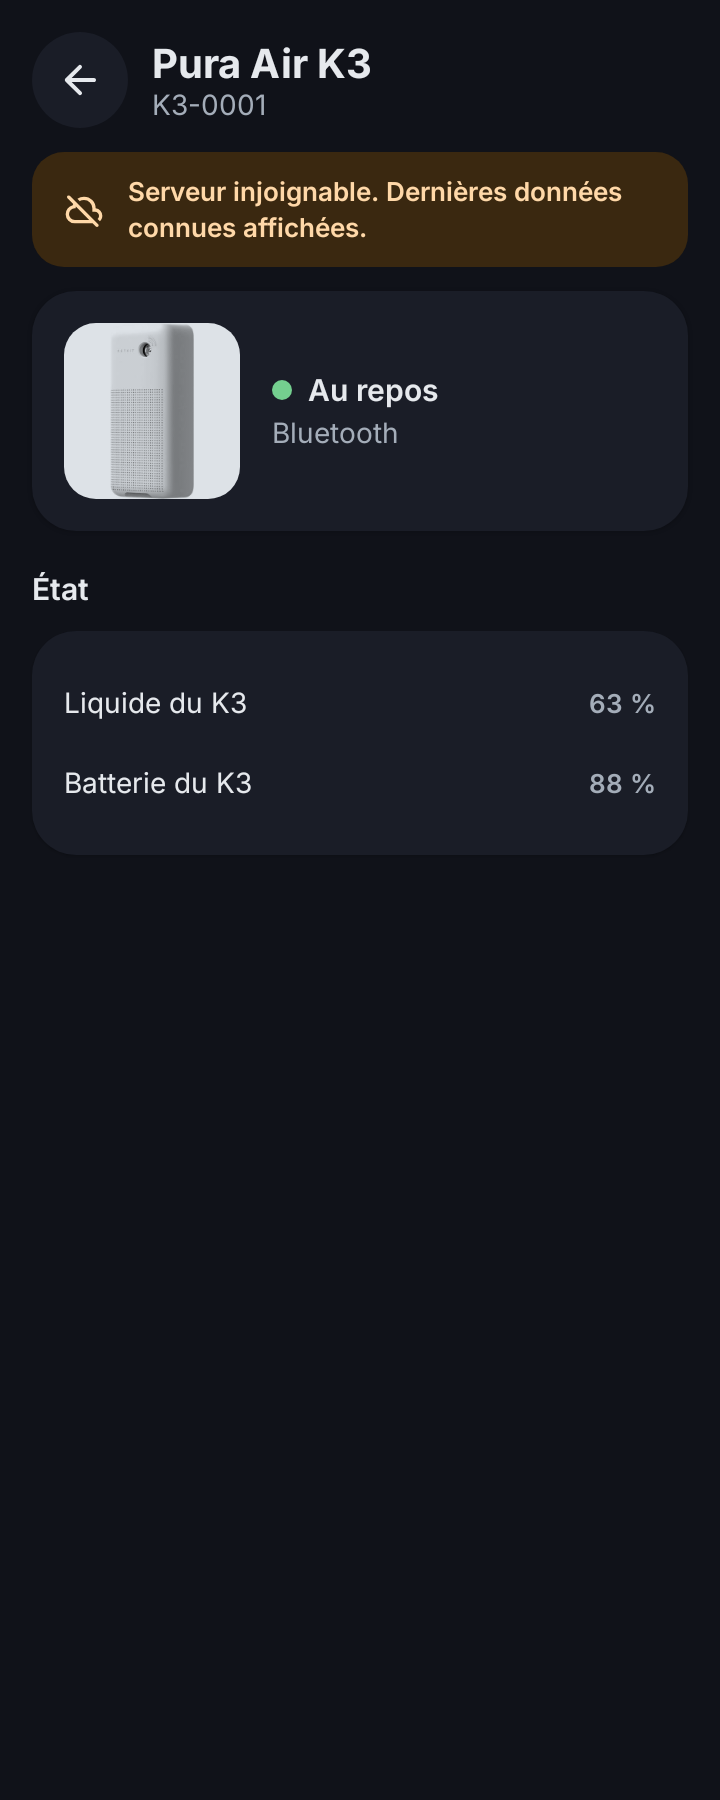 Pura Air K3
K3-0001
Serveur injoignable. Dernières données
connues affichées.
Au repos
Bluetooth
État
Liquide du K3 63 %
Batterie du K3 88 %